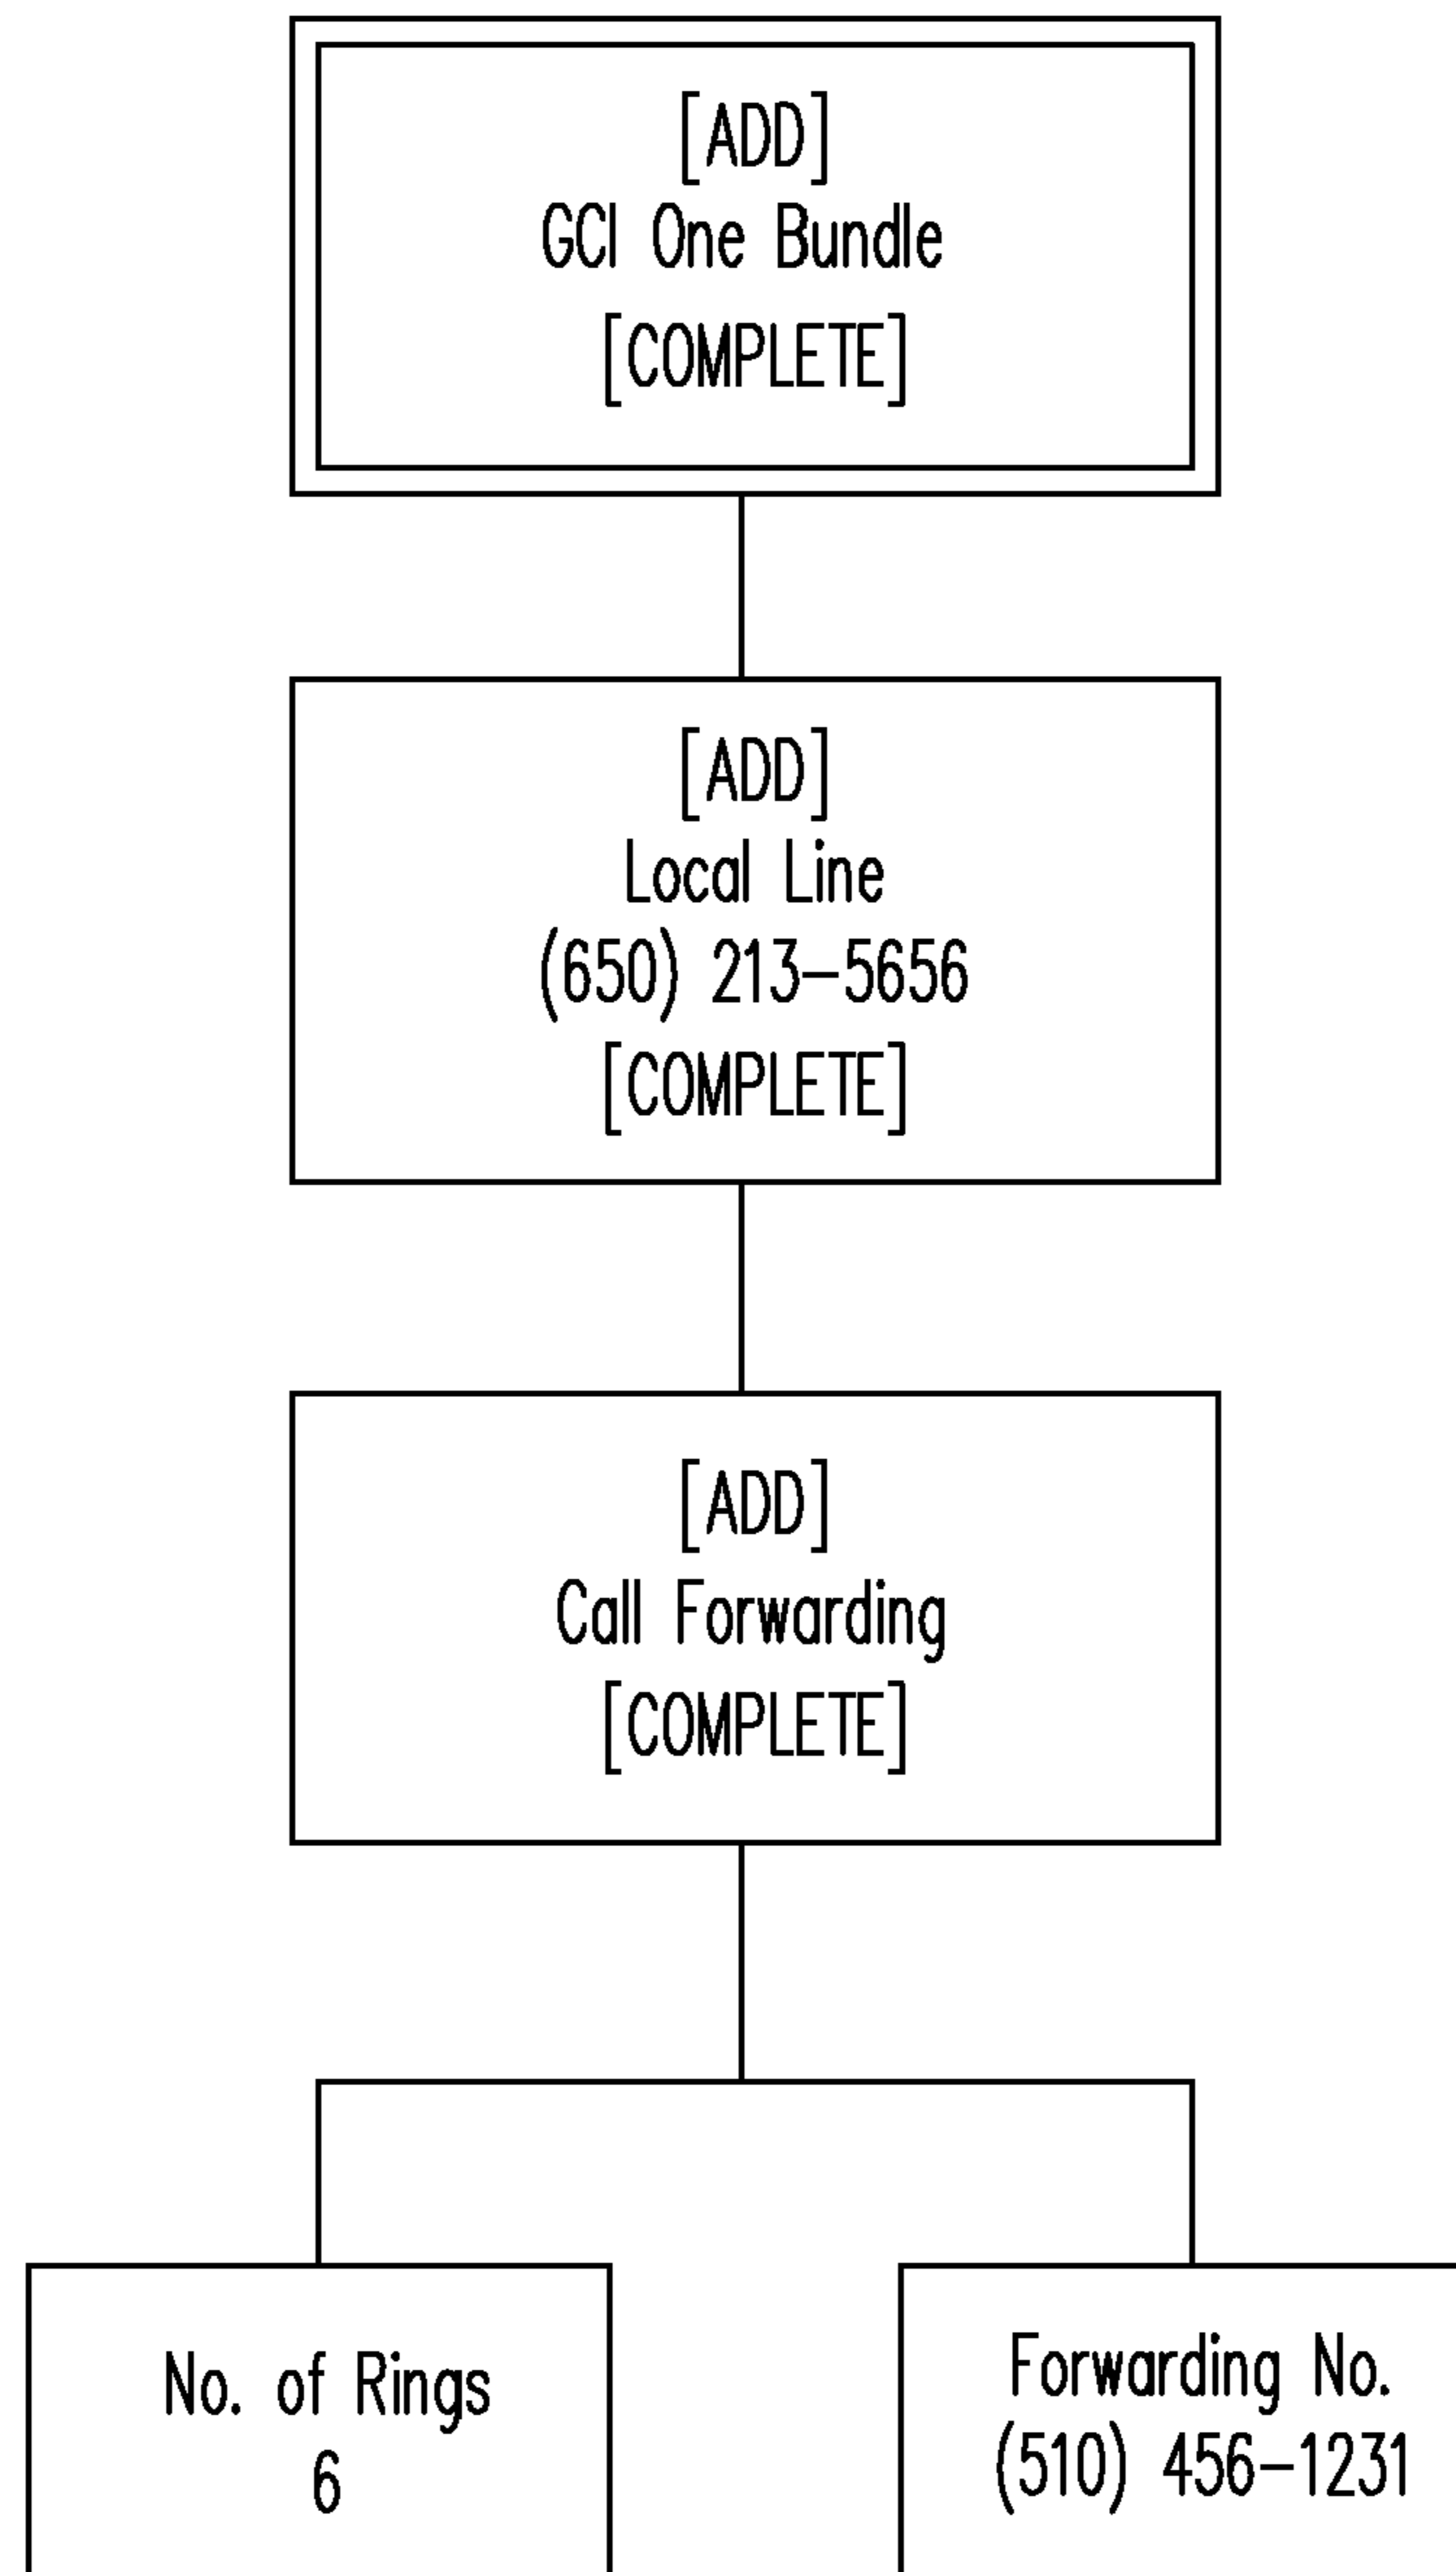 [ADD]
GCI One Bundle
[COMPLETE]
[ADD]
Local Line
(650) 213-5656
[COMPLETE]
[ADD]
Call Forwarding
[COMPLETE]
No. of Rings
6
Forwarding No.
(510) 456-1231